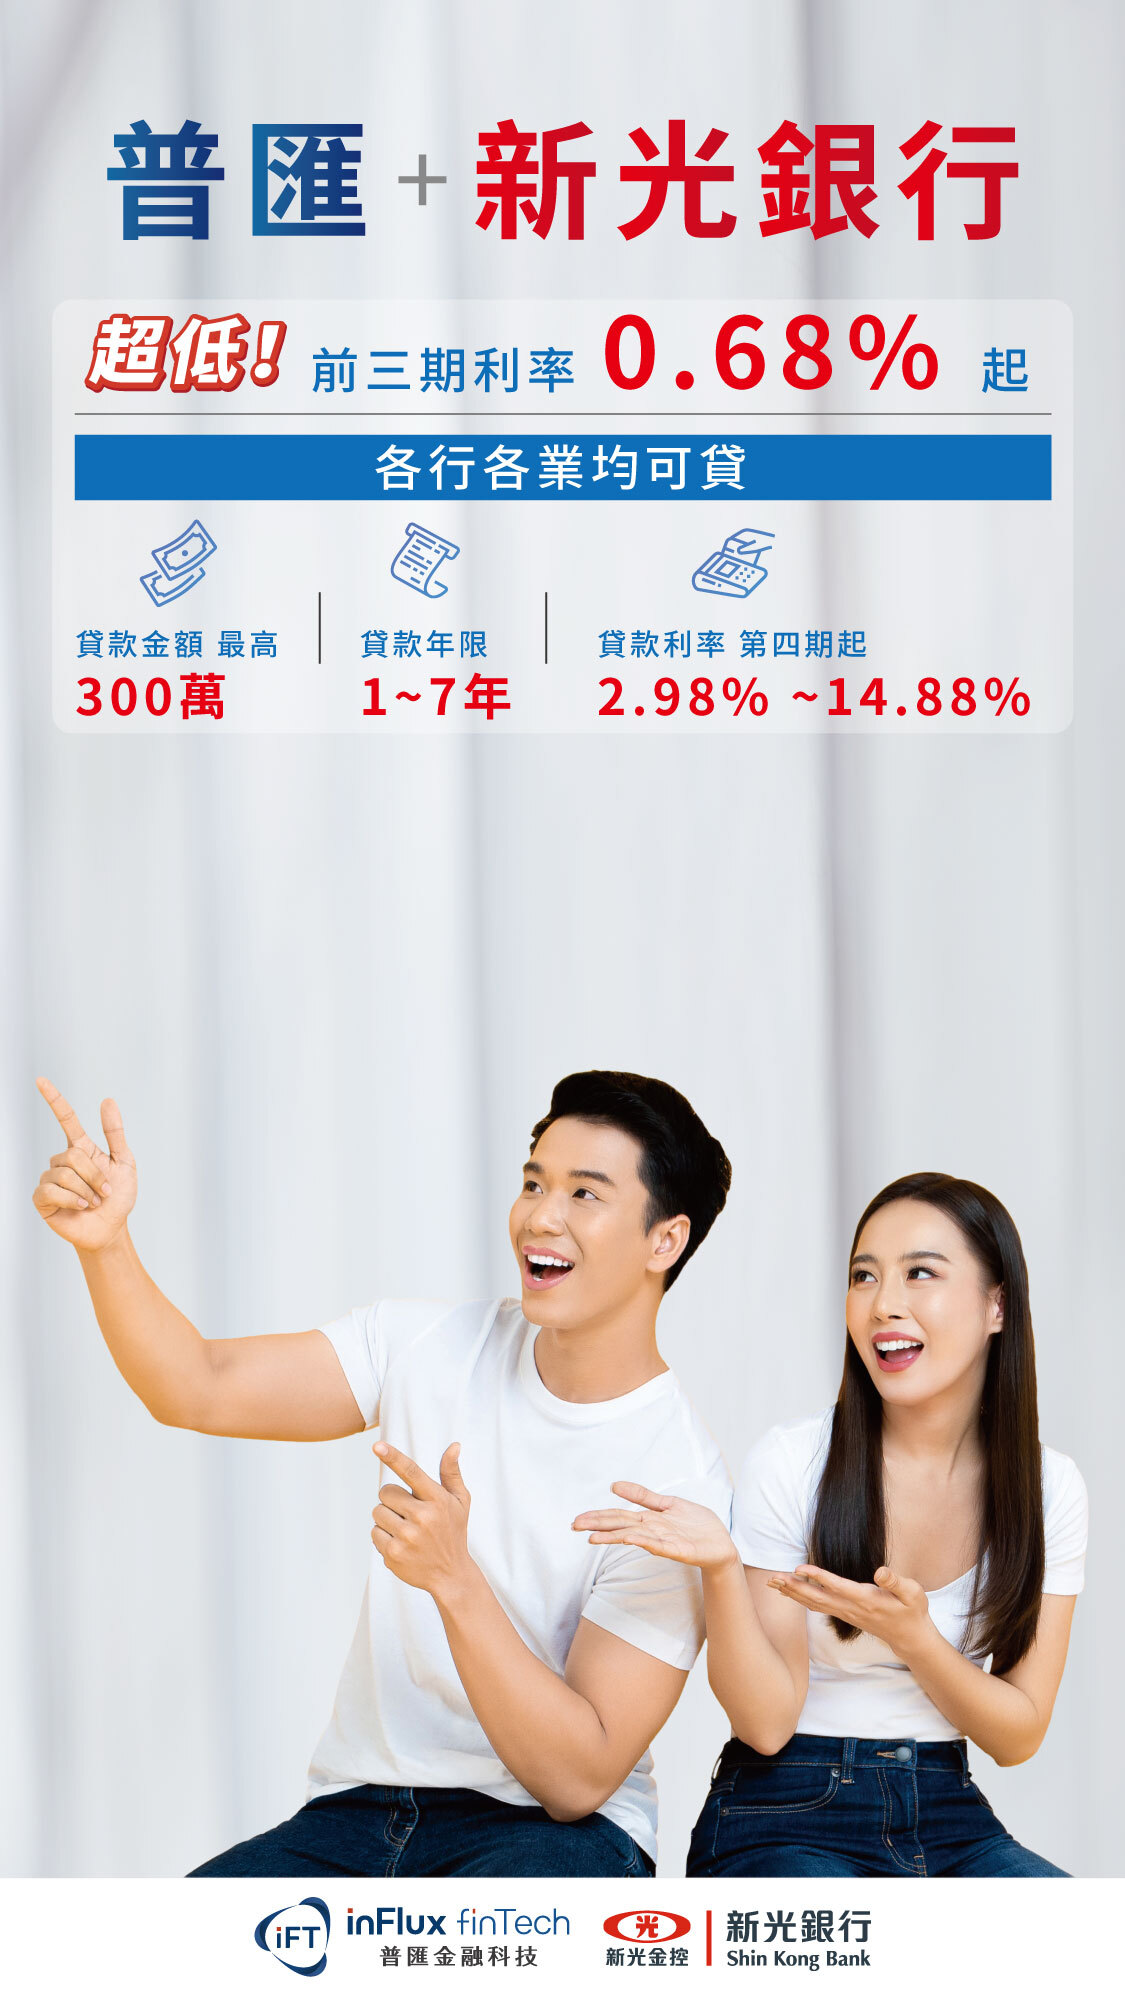 普匯+新光銀行
超低! 前三期利率 0.68% 起
各行各業均可貸
貸款金額 最高
300萬
貸款年限
1~7年
貸款利率 第四期起
2.98% ~14.88%
iFT
inFlux finTech
普匯金融科技
光
新光金控
新光銀行
Shin Kong Bank